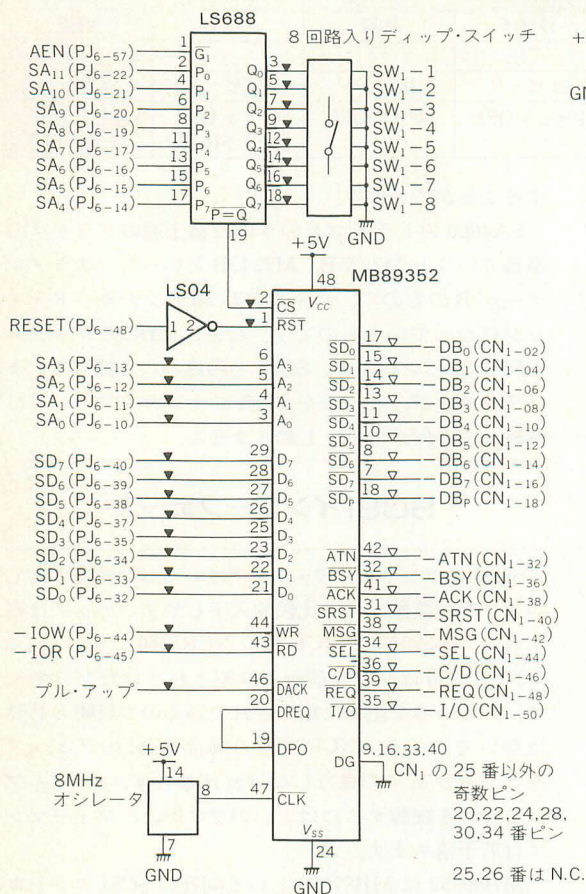 LS688
8 回路入りディップ・スイッチ
AEN(PJ6-57) 1 G1
SA11(PJ6-22) 2 P0 Q0 3 SW1-1
SA10(PJ6-21) 4 P1 Q1 5 SW1-2
SA9(PJ6-20) 6 P2 Q2 7 SW1-3
SA8(PJ6-19) 8 P3 Q3 9 SW1-4
SA7(PJ6-17) 11 P4 Q4 12 SW1-5
SA6(PJ6-16) 13 P5 Q5 14 SW1-6
SA5(PJ6-15) 15 P6 Q6 16 SW1-7
SA4(PJ6-14) 17 P7 Q7 18 SW1-8
P=Q
19
GND
+5V
48
MB89352
LS04
2 CS VCC
RESET(PJ6-48) 1 2 1 RST
SA3(PJ6-13) 6 A3
SA2(PJ6-12) 5 A2
SA1(PJ6-11) 4 A1
SA0(PJ6-10) 3 A0
SD0 17 DB0(CN1-02)
SD1 15 DB1(CN1-04)
SD2 14 DB2(CN1-06)
SD3 13 DB3(CN1-08)
SD4 11 DB4(CN1-10)
SD5 10 DB5(CN1-12)
SD6 8 DB6(CN1-14)
SD7 7 DB7(CN1-16)
SDP 18 DBP(CN1-18)
SD7(PJ6-40) 29 D7
SD6(PJ6-39) 28 D6
SD5(PJ6-38) 27 D5
SD4(PJ6-37) 26 D4
SD3(PJ6-35) 25 D3
SD2(PJ6-34) 23 D2
SD1(PJ6-33) 22 D1
SD0(PJ6-32) 21 D0
ATN 42 -ATN(CN1-32)
BSY 32 -BSY(CN1-36)
ACK 41 -ACK(CN1-38)
SRST 31 SRST(CN1-40)
MSG 38 -MSG(CN1-42)
SEL 34 -SEL(CN1-44)
C/D 36 C/D(CN1-46)
REQ 39 -REQ(CN1-48)
I/O 35 I/O(CN1-50)
-IOW(PJ6-44) 44 WR
-IOR(PJ6-45) 43 RD
プル・アップ 46 DACK
20 DREQ
19 DPO
DG 9.16.33.40
+5V
14
8MHz
オシレータ
8 47 CLK
7
GND
VSS
24
GND
CN1 の 25 番以外の
奇数ピン
20,22,24,28,
30,34 番ピン
25,26 番は N.C.